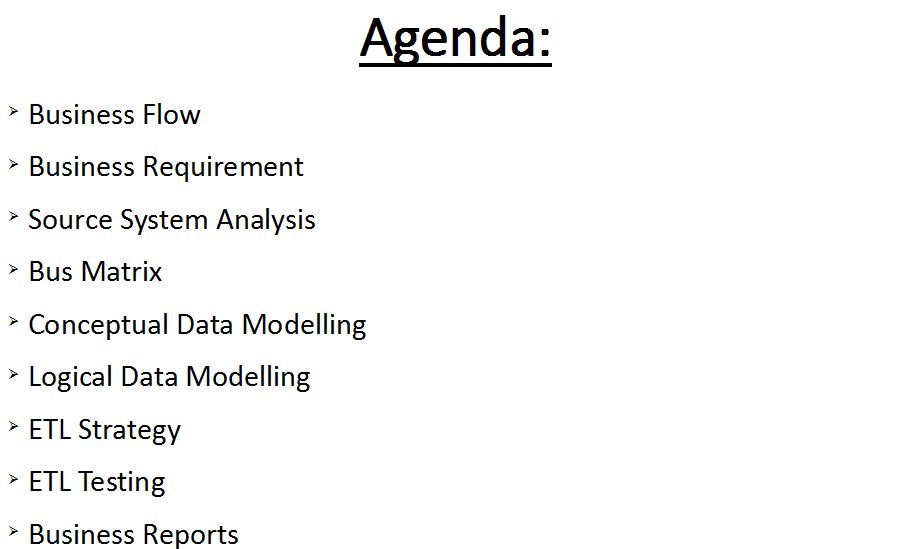 Agenda:
➢ Business Flow
➢ Business Requirement
➢ Source System Analysis
➢ Bus Matrix
➢ Conceptual Data Modelling
➢ Logical Data Modelling
➢ ETL Strategy
➢ ETL Testing
➢ Business Reports